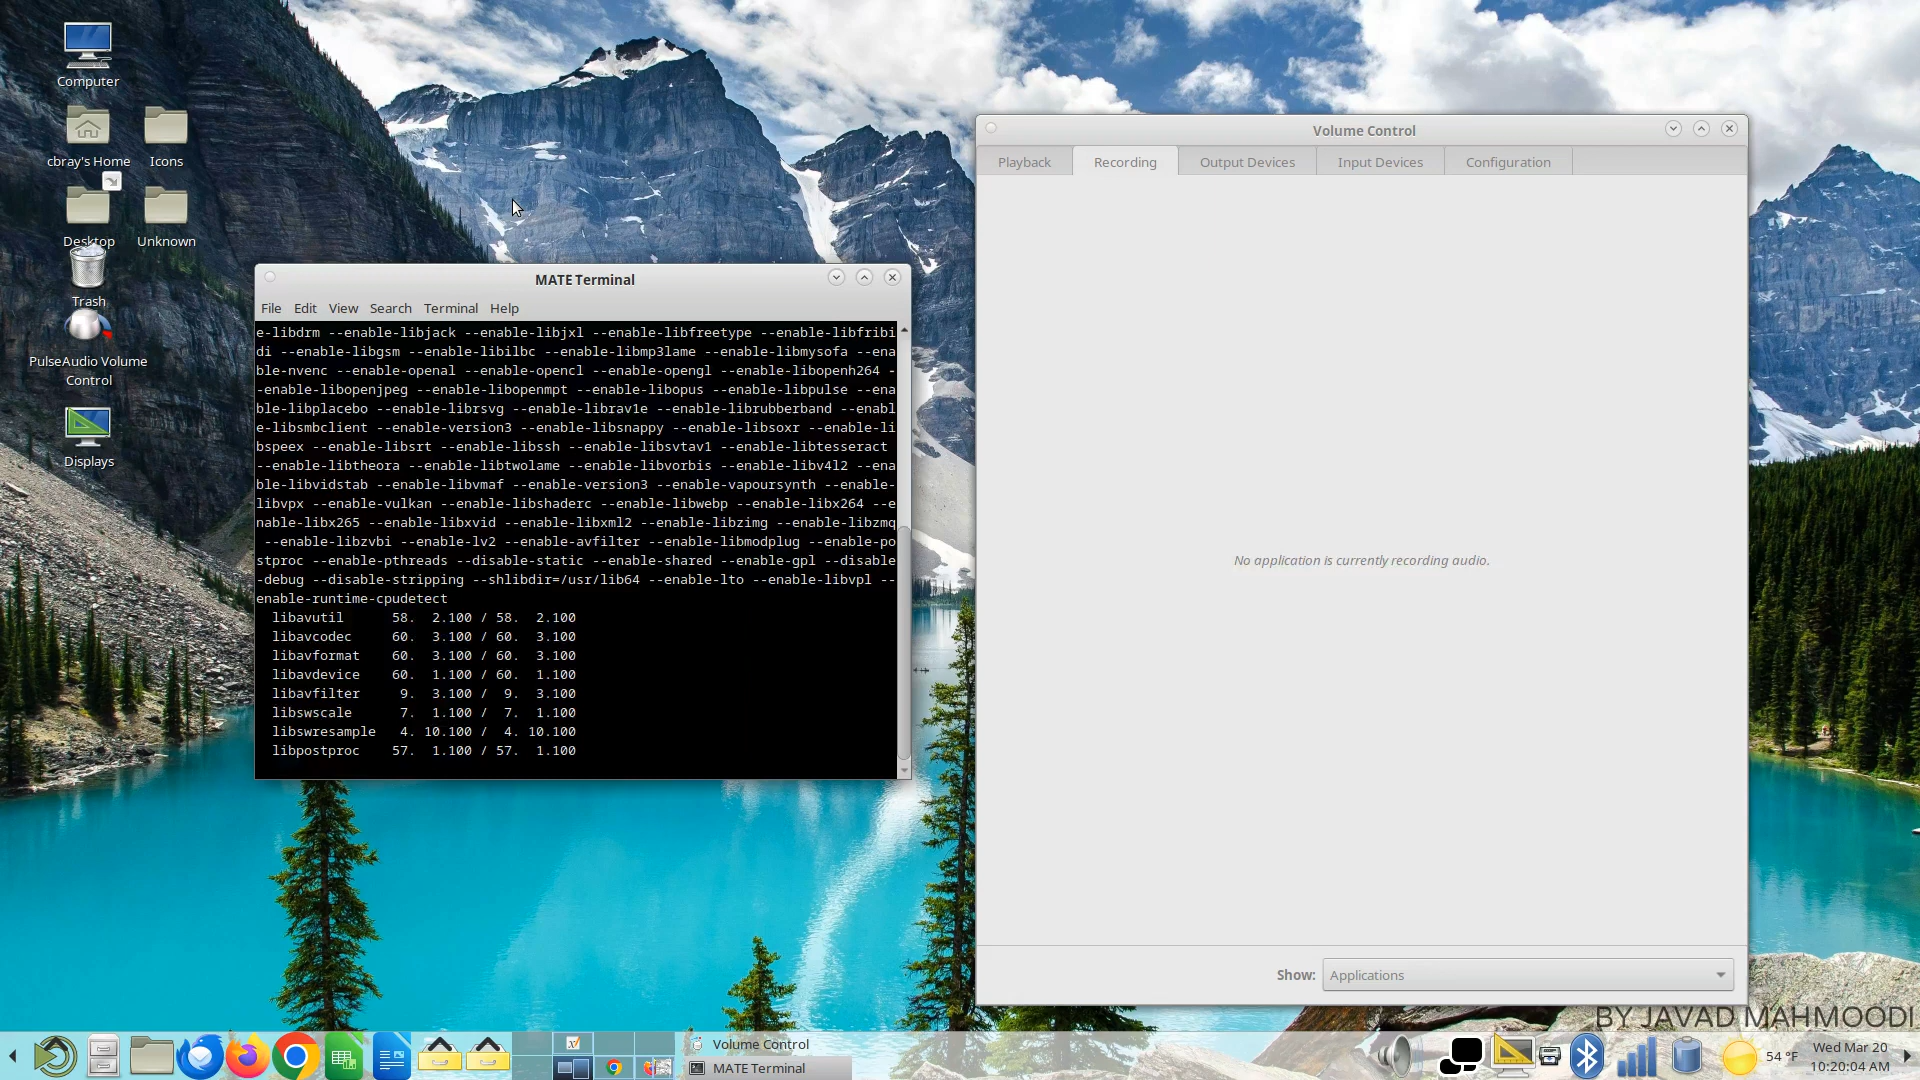 Computer
cbray's Home
Icons
Desktop
Unknown
Trash
PulseAudio Volume
Control
Displays
MATE Terminal
File Edit View Search Terminal Help
e-libdrm --enable-libjack --enable-libjxl --enable-libfreetype --enable-libfribi
di --enable-libgsm --enable-libilbc --enable-libmp3lame --enable-libmysofa --ena
ble-nvenc --enable-openal --enable-opencl --enable-opengl --enable-libopenh264 -
-enable-libopenjpeg --enable-libopenmpt --enable-libopus --enable-libpulse --ena
ble-libplacebo --enable-librsvg --enable-librav1e --enable-librubberband --enabl
e-libsmbclient --enable-version3 --enable-libsnappy --enable-libsoxr --enable-li
bspeex --enable-libsrt --enable-libssh --enable-libsvtav1 --enable-libtesseract
--enable-libtheora --enable-libtwolame --enable-libvorbis --enable-libv4l2 --ena
ble-libvidstab --enable-libvmaf --enable-version3 --enable-vapoursynth --enable-
libvpx --enable-vulkan --enable-libshaderc --enable-libwebp --enable-libx264 --e
nable-libx265 --enable-libxvid --enable-libxml2 --enable-libzimg --enable-libzmq
--enable-libzvbi --enable-lv2 --enable-avfilter --enable-libmodplug --enable-po
stproc --enable-pthreads --disable-static --enable-shared --enable-gpl --disable
-debug --disable-stripping --shlibdir=/usr/lib64 --enable-lto --enable-libvpl --
enable-runtime-cpudetect
libavutil 58. 2.100 / 58. 2.100
libavcodec 60. 3.100 / 60. 3.100
libavformat 60. 3.100 / 60. 3.100
libavdevice 60. 1.100 / 60. 1.100
libavfilter 9. 3.100 / 9. 3.100
libswscale 7. 1.100 / 7. 1.100
libswresample 4. 10.100 / 4. 10.100
libpostproc 57. 1.100 / 57. 1.100
Volume Control
Playback Recording Output Devices Input Devices Configuration
No application is currently recording audio.
Show: Applications
BY JAVAD MAHMOODI
Volume Control
MATE Terminal
54 °F
Wed Mar 20
10:20:04 AM